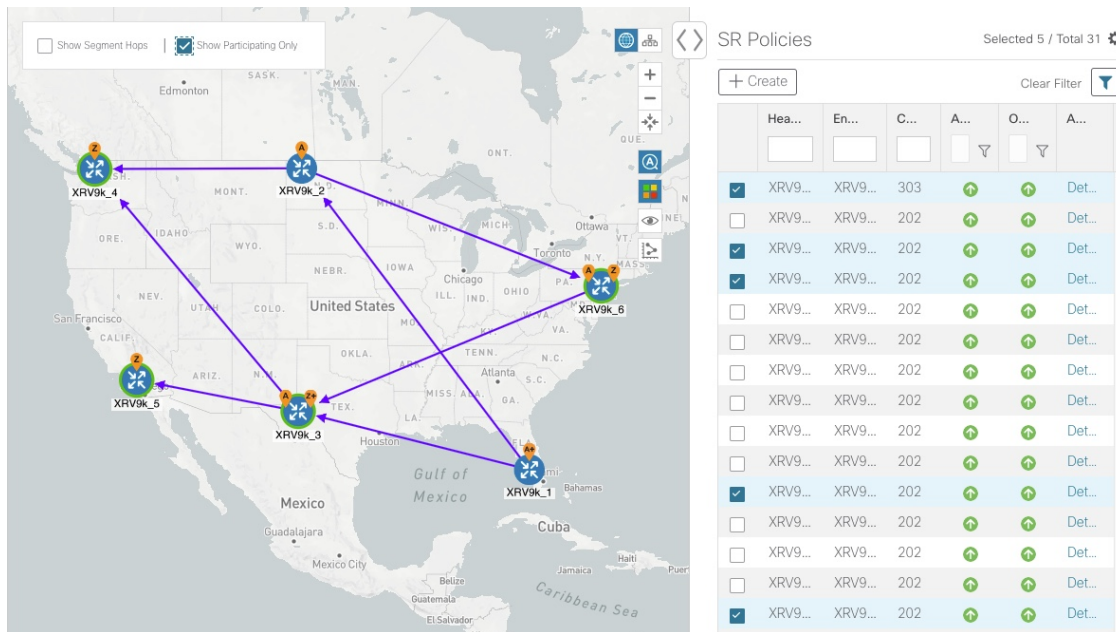 Show Segment Hops | Show Participating Only
SASK.
MAN.
Edmonton
ONT.
QUE.
Z
A
XRV9k_4
XRV9k_2
MONT.
MINN.
S.D.
WIS.
MICH.
Ottawa
VT.
Toronto
N.Y.
MASS.
ORE.
IDAHO
WYO.
NEBR.
IOWA
Chicago
PA.
A
Z
XRV9k_6
ILL.
IND.
OHIO
NEV.
UTAH
COLO.
United States
MO.
KY.
W.VA.
VA.
San Francisco
CALIF.
OKLA.
ARK.
TENN.
N.C.
Atlanta
S.C.
Z
XRV9k_5
ARIZ.
N.M.
MISS.
ALA.
GA.
A
Z+
XRV9k_3
TEX.
LA.
Houston
A+
XRV9k_1
Gulf of
Mexico
Bahamas
Mexico
Cuba
Guadalajara
Mexico City
Haiti
Jamaica
Puer
Belize
Guatemala
El Salvador
Caribbean Sea
SR Policies
Selected 5 / Total 31
+ Create
Clear Filter
Hea... En... C... A... O... A...
XRV9... XRV9... 303 Det...
XRV9... XRV9... 202 Det...
XRV9... XRV9... 202 Det...
XRV9... XRV9... 202 Det...
XRV9... XRV9... 202 Det...
XRV9... XRV9... 202 Det...
XRV9... XRV9... 202 Det...
XRV9... XRV9... 202 Det...
XRV9... XRV9... 202 Det...
XRV9... XRV9... 202 Det...
XRV9... XRV9... 202 Det...
XRV9... XRV9... 202 Det...
XRV9... XRV9... 202 Det...
XRV9... XRV9... 202 Det...
XRV9... XRV9... 202 Det...